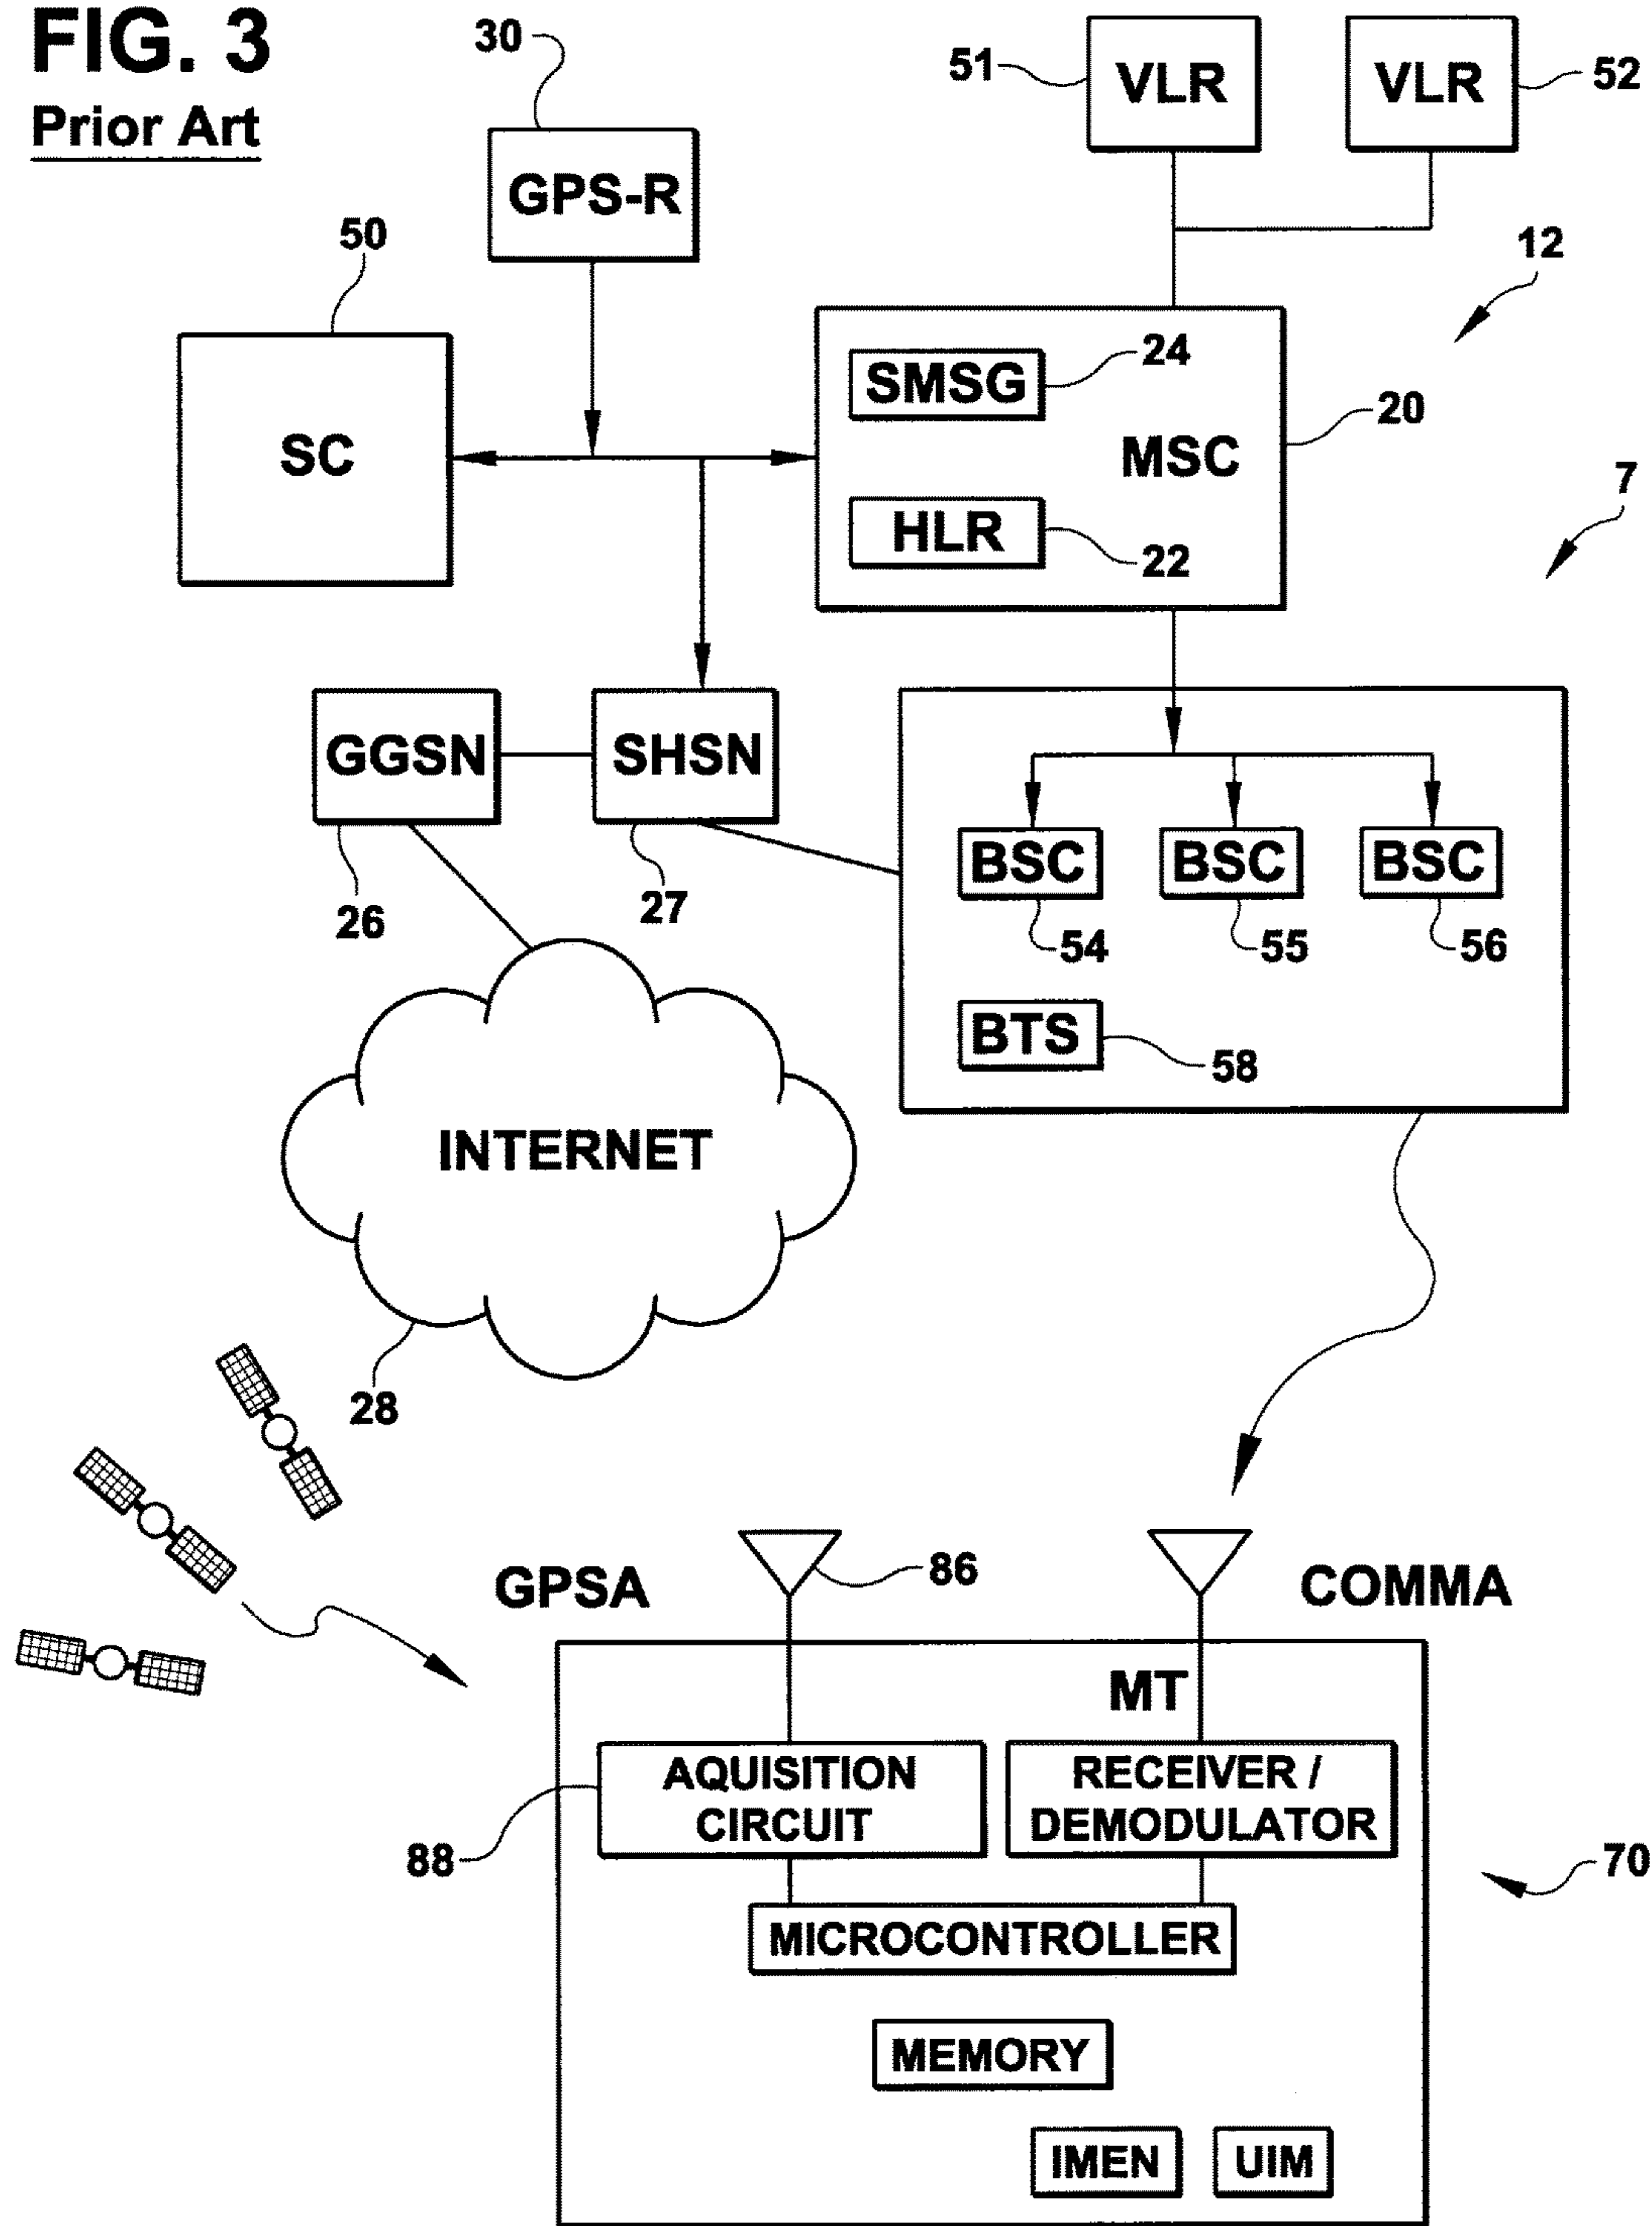 FIG. 3
Prior Art
30
51
VLR
VLR
52
GPS-R
50
12
SC
SMSG
24
20
MSC
HLR
22
7
GGSN
SHSN
26
27
BSC
BSC
BSC
54
55
56
BTS
58
INTERNET
28
GPSA
86
COMMA
MT
AQUISITION
CIRCUIT
RECEIVER /
DEMODULATOR
88
70
MICROCONTROLLER
MEMORY
IMEN
UIM